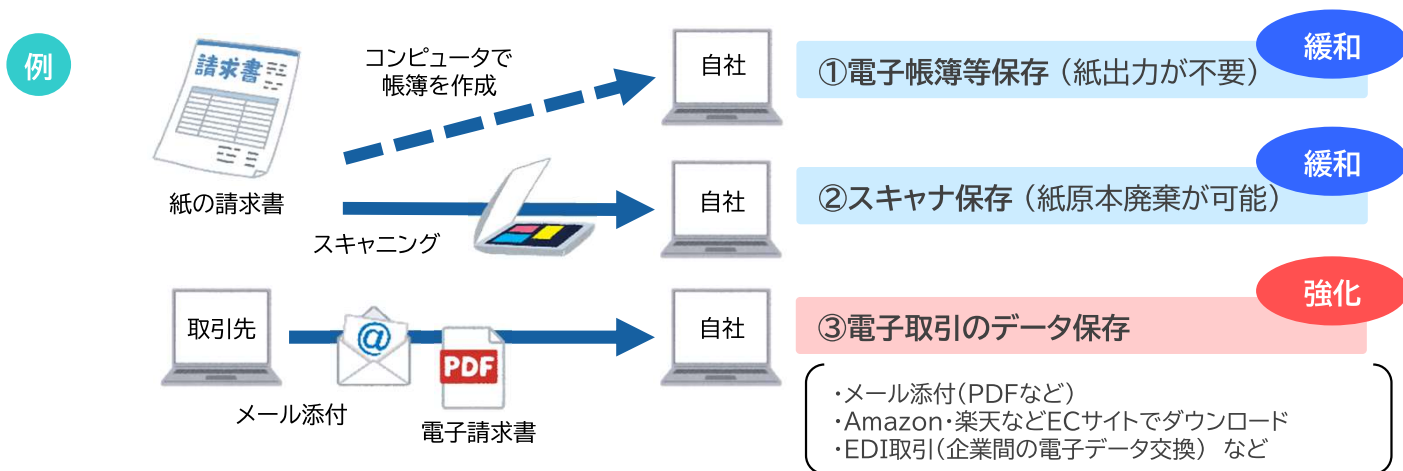 例
請求書
コンピュータで
帳簿を作成
自社
①電子帳簿等保存（紙出力が不要）
緩和
紙の請求書
スキャニング
自社
②スキャナ保存（紙原本廃棄が可能）
緩和
取引先
@
PDF
メール添付
電子請求書
自社
③電子取引のデータ保存
強化
・メール添付(PDFなど)
・Amazon・楽天などECサイトでダウンロード
・EDI取引(企業間の電子データ交換) など